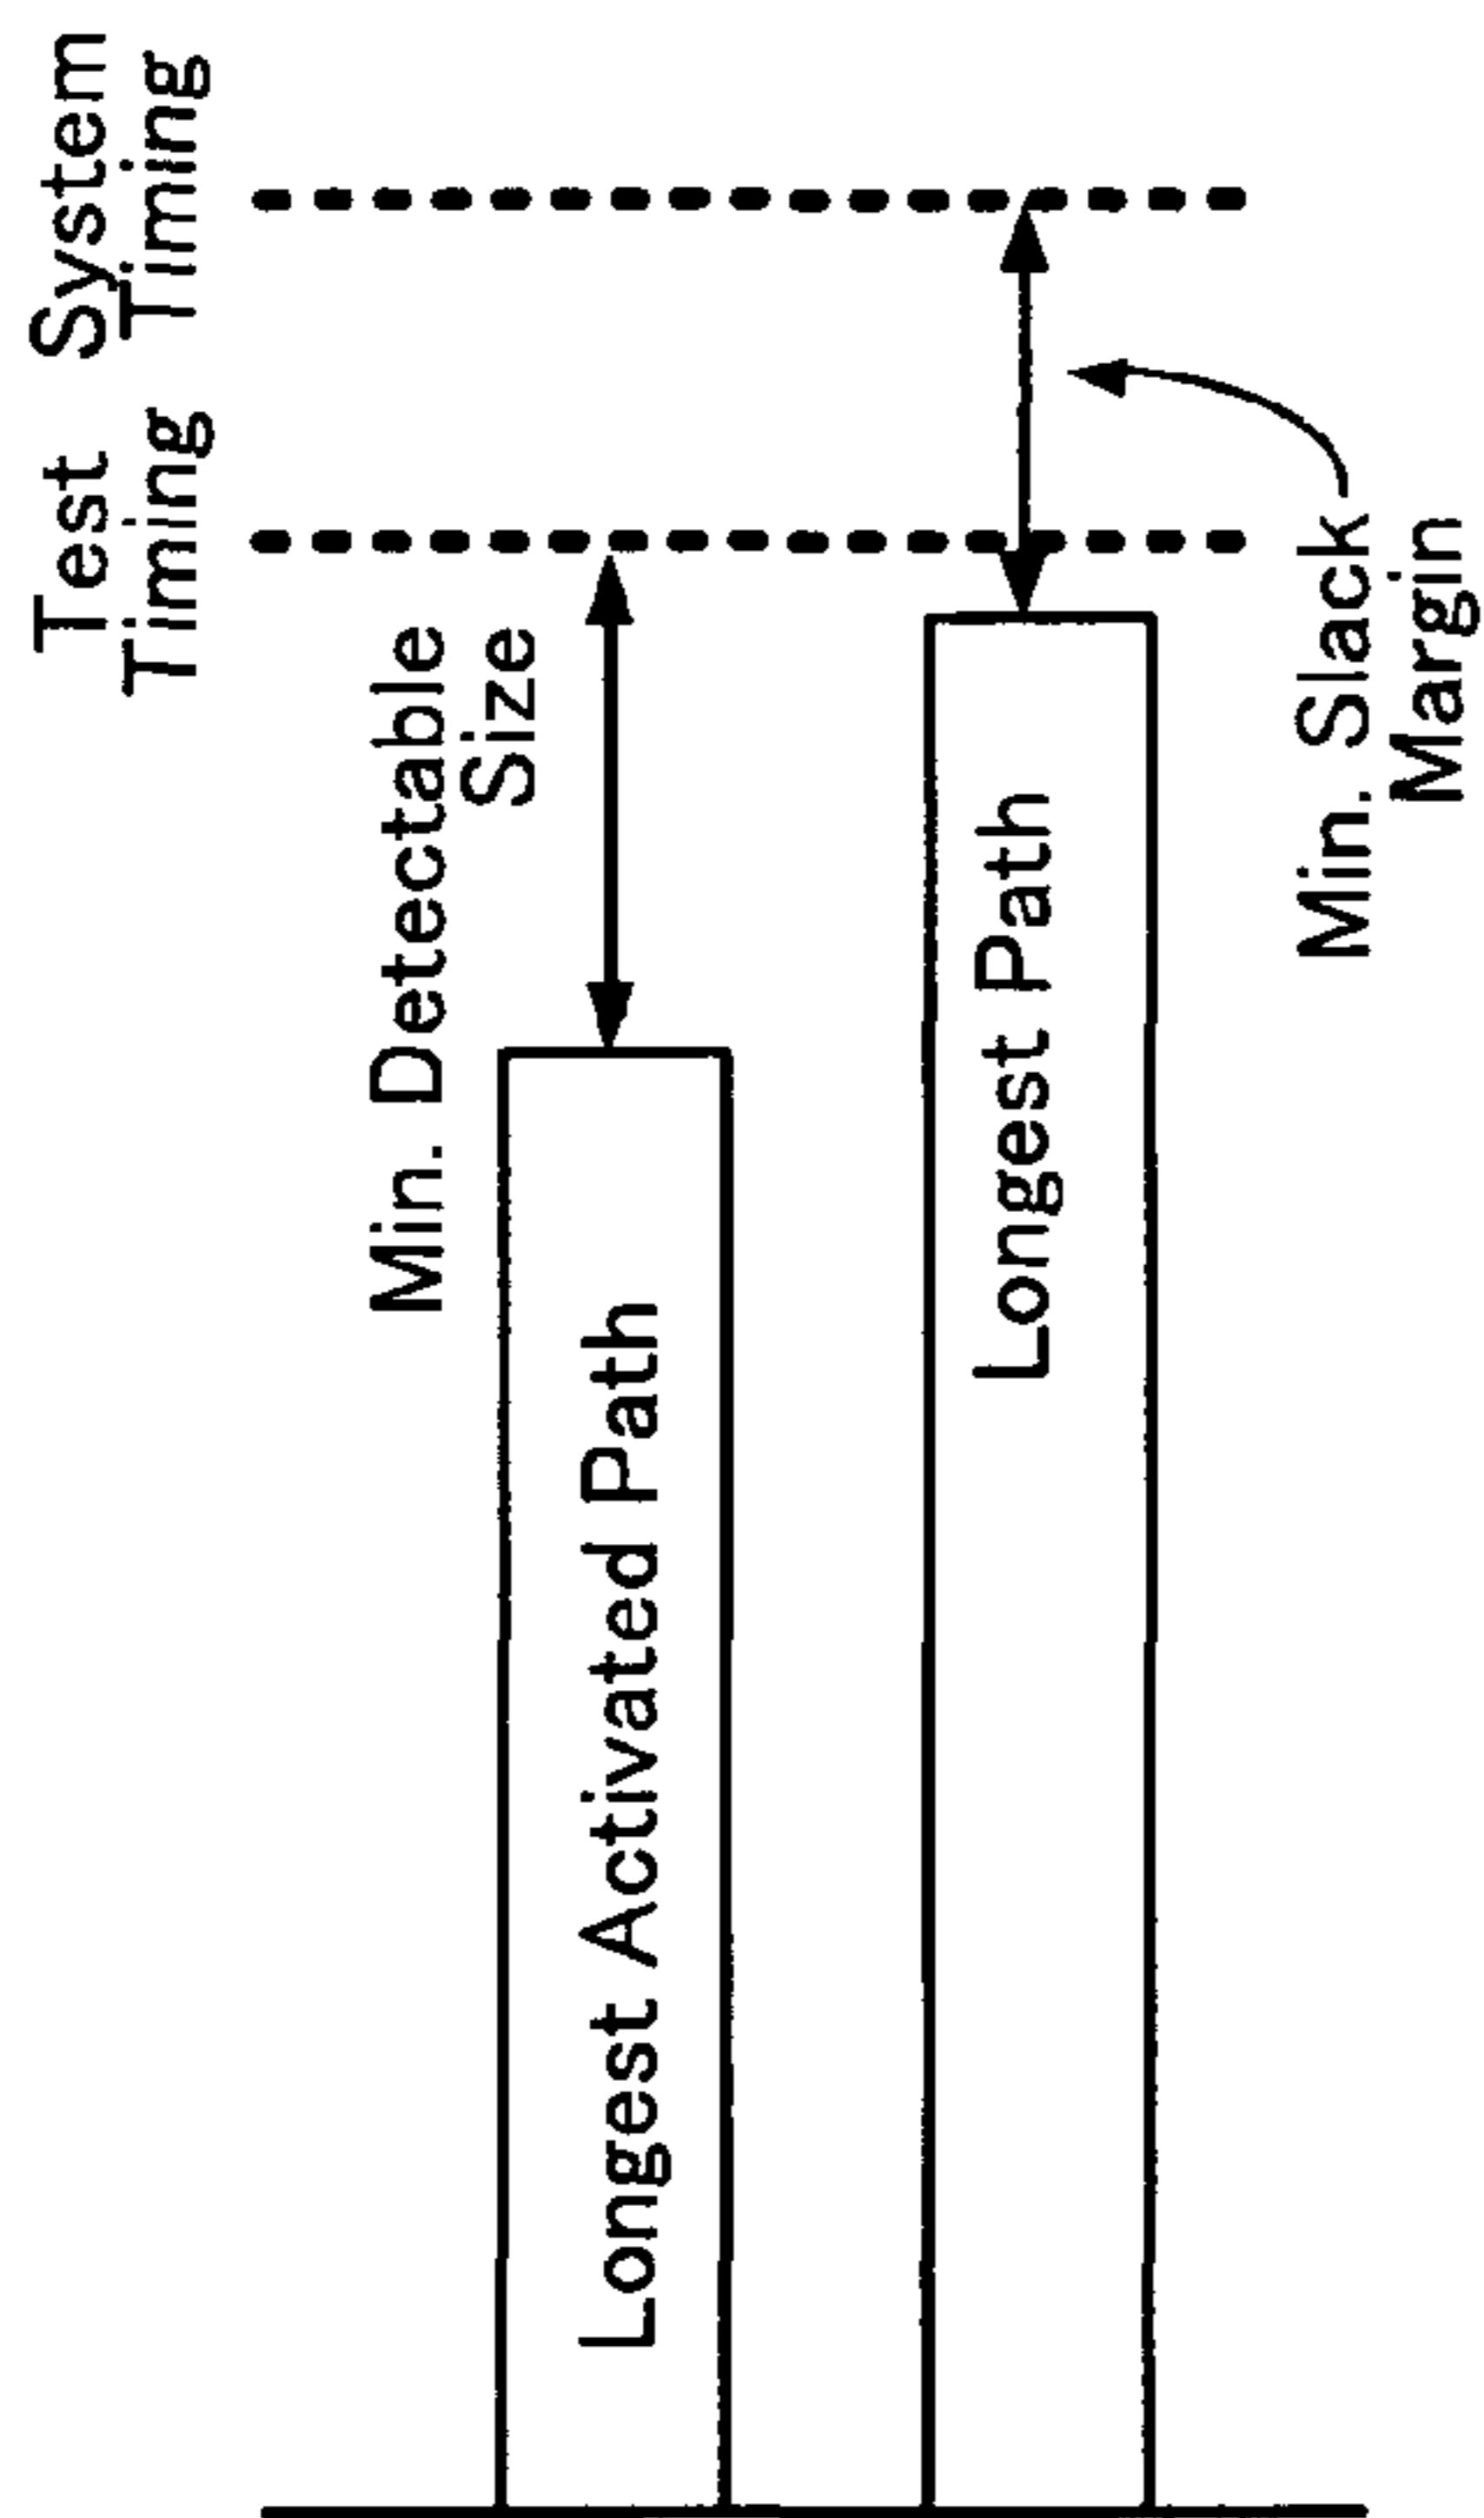 Test
Timing
System
Timing
Min. Detectable
Size
Longest Activated Path
Longest Path
Min. Slack
Margin